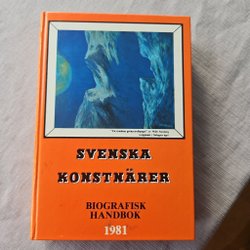 SVENSKA
KONSTNÄRER
BIOGRAFISK
HANDBOK
1981